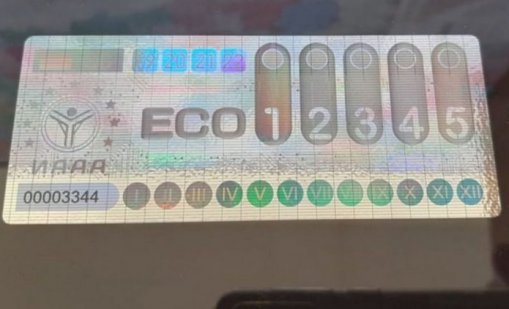 19 20 21 22
ECO 1 2 3 4 5
NAAA
00003344 I II III IV V VI VII VIII IX X XI XII